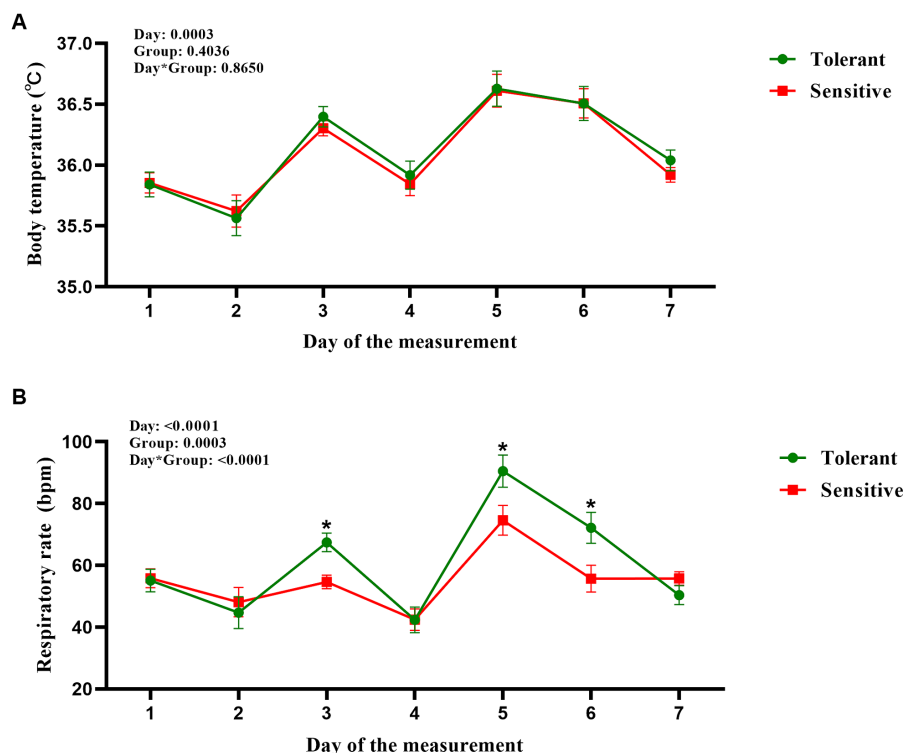 A
Day: 0.0003
Group: 0.4036
Day*Group: 0.8650
Tolerant
Sensitive
Body temperature (℃)
37.0
36.5
36.0
35.5
35.0
1 2 3 4 5 6 7
Day of the measurement
B
Day: <0.0001
Group: 0.0003
Day*Group: <0.0001
Tolerant
Sensitive
Respiratory rate (bpm)
100
80
60
40
20
* * *
1 2 3 4 5 6 7
Day of the measurement